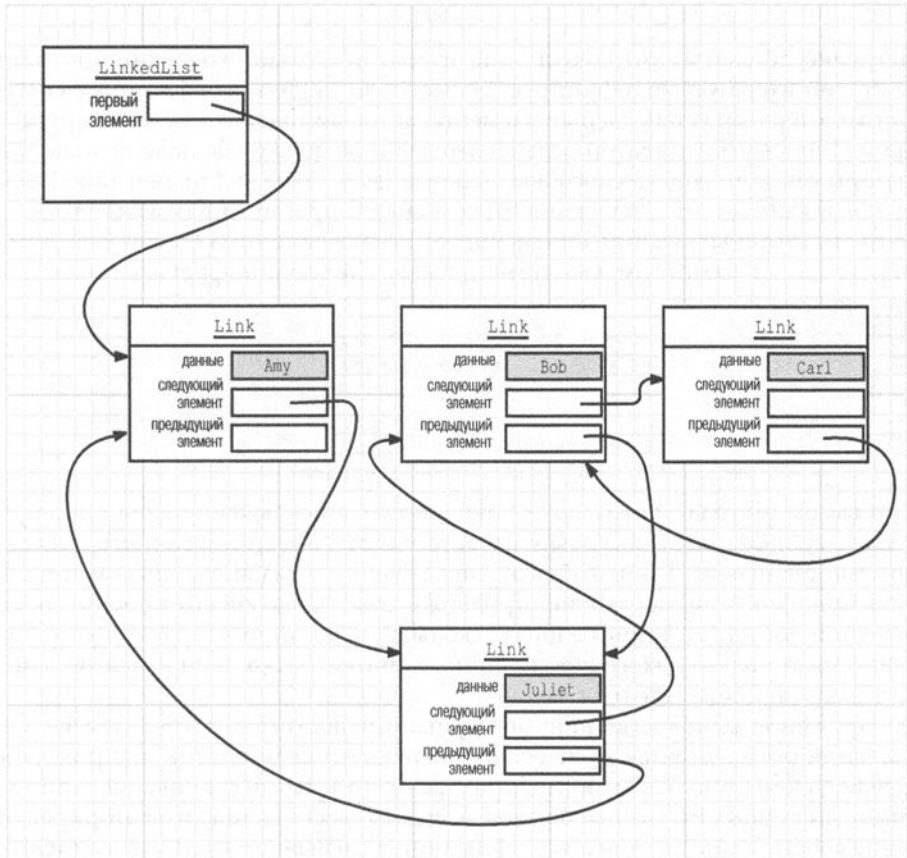 LinkedList
первый
элемент
Link
данные
Amy
следующий
элемент
предыдущий
элемент
Link
данные
Bob
следующий
элемент
предыдущий
элемент
Link
данные
Carl
следующий
элемент
предыдущий
элемент
Link
данные
Juliet
следующий
элемент
предыдущий
элемент